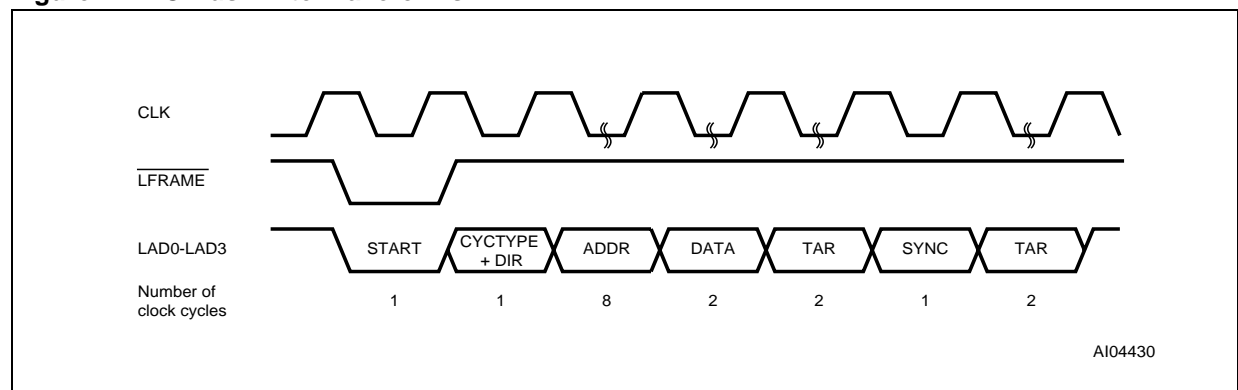 CLK
LFRAME
LAD0-LAD3 START CYCTYPE + DIR ADDR DATA TAR SYNC TAR
Number of clock cycles 1 1 8 2 2 1 2
AI04430